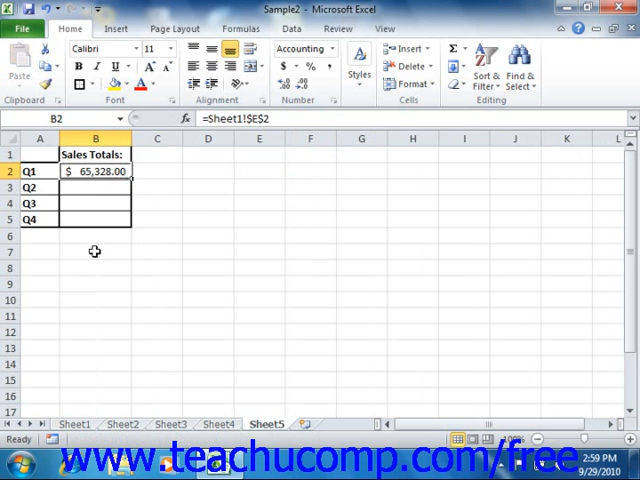 Sample2 - Microsoft Excel
File Home Insert Page Layout Formulas Data Review View
Calibri 11 Accounting Insert Σ
Paste B I U $ % , Styles Delete Sort & Filter Find & Select
A Format
Clipboard Font Alignment Number Cells Editing
B2 fx =Sheet1!$E$2
A B C D E F G H I J K L
1 Sales Totals:
2 Q1 $ 65,328.00
3 Q2
4 Q3
5 Q4
6
7
8
9
10
11
12
13
14
15
16
17
Sheet1 Sheet2 Sheet3 Sheet4 Sheet5
Ready 100%
www.teachucomp.com/free
2:59 PM
9/29/2010